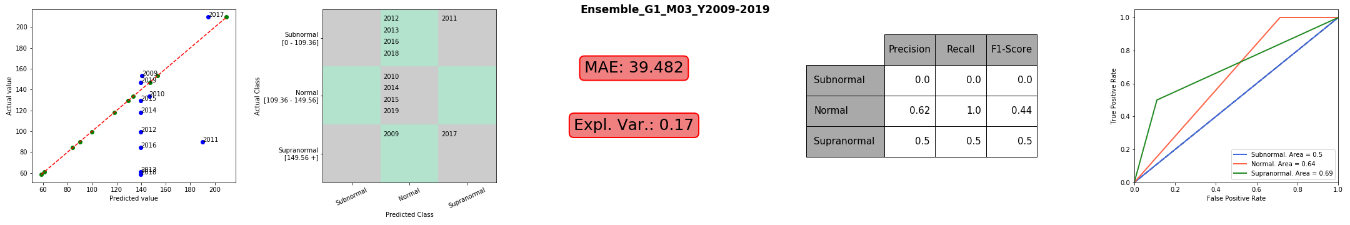 Ensemble_G1_M03_Y2009-2019
200
180
160
140
120
100
80
60
Actual value
60
80
100
120
140
160
180
200
Predicted value
2017
2009
2019
2010
2015
2014
2012
2016
2011
2013
2018
Actual Class
Subnormal
[0 - 109.36]
Normal
[109.36 - 149.56]
Supranormal
[149.56 +]
2012
2013
2016
2018
2011
2010
2014
2015
2019
2009
2017
Subnormal
Normal
Supranormal
Predicted Class
MAE: 39.482
Expl. Var.: 0.17
Precision Recall F1-Score
Subnormal 0.0 0.0 0.0
Normal 0.62 1.0 0.44
Supranormal 0.5 0.5 0.5
True Positive Rate
1.0
0.8
0.6
0.4
0.2
0.0
0.0
0.2
0.4
0.6
0.8
1.0
False Positive Rate
Subnormal. Area = 0.5
Normal. Area = 0.64
Supranormal. Area = 0.69